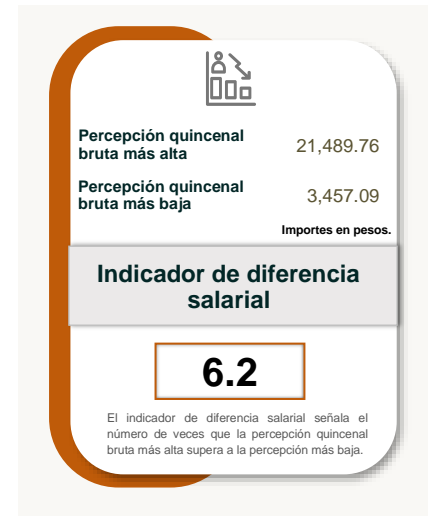 Percepción quincenal
bruta más alta
21,489.76
Percepción quincenal
bruta más baja
3,457.09
Importes en pesos.
Indicador de diferencia
salarial
6.2
El indicador de diferencia salarial señala el
número de veces que la percepción quincenal
bruta más alta supera a la percepción más baja.